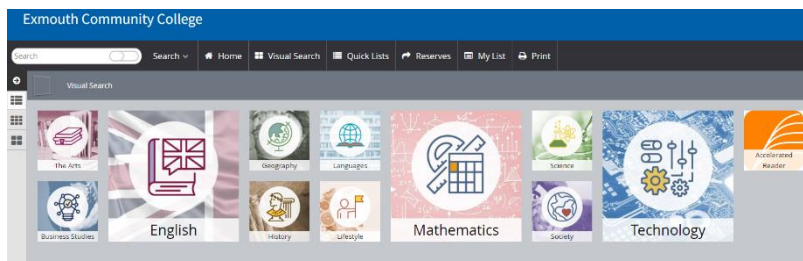 Exmouth Community College
Search Search Home Visual Search Quick Lists Reserves My List Print
Visual Search
The Arts Geography Languages Science Accelerated
Reader
Business Studies English History Lifestyle Mathematics Society Technology